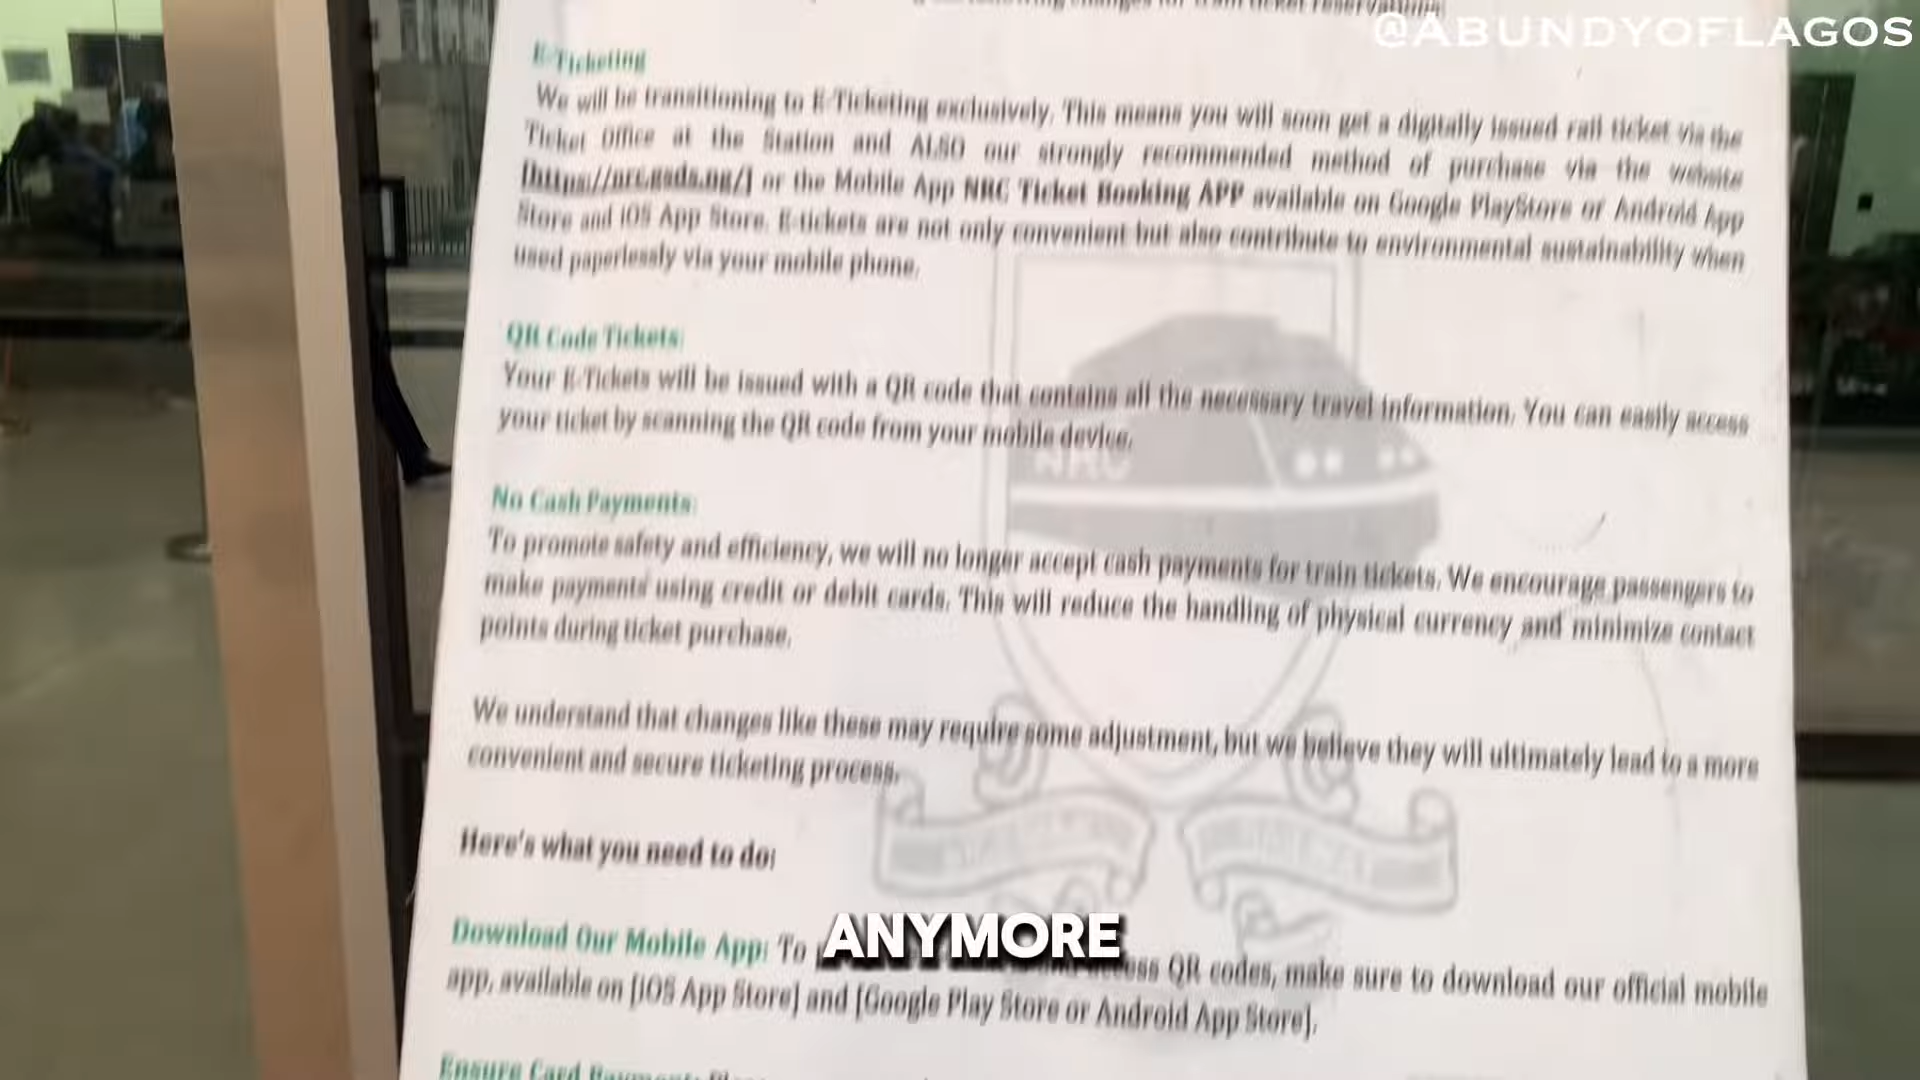 changes for train ticket reservations
@ABUNDYOFLAGOS
E-Ticketing
We will be transitioning to E-Ticketing exclusively. This means you will soon get a digitally issued rail ticket via the
Ticket Office at the Station and ALSO our strongly recommended method of purchase via the website
[https://nrc.gsds.ng/] or the Mobile App NRC Ticket Booking APP available on Google PlayStore or Android App
Store and iOS App Store. E-tickets are not only convenient but also contribute to environmental sustainability when
used paperlessly via your mobile phone.
QR Code Tickets:
Your E-Tickets will be issued with a QR code that contains all the necessary travel information. You can easily access
your ticket by scanning the QR code from your mobile device.
NRC
No Cash Payments:
To promote safety and efficiency, we will no longer accept cash payments for train tickets. We encourage passengers to
make payments using credit or debit cards. This will reduce the handling of physical currency and minimize contact
points during ticket purchase.
We understand that changes like these may require some adjustment, but we believe they will ultimately lead to a more
convenient and secure ticketing process.
Here's what you need to do:
Download Our Mobile App: To QR codes, make sure to download our official mobile
ANYMORE
app, available on [iOS App Store] and [Google Play Store or Android App Store].
Ensure Card Payment: